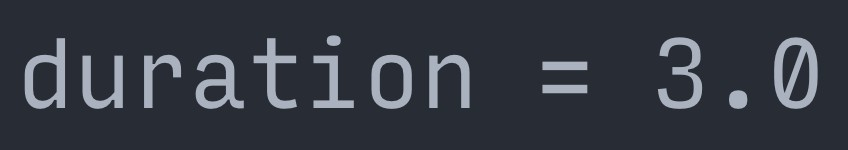 duration = 3.0